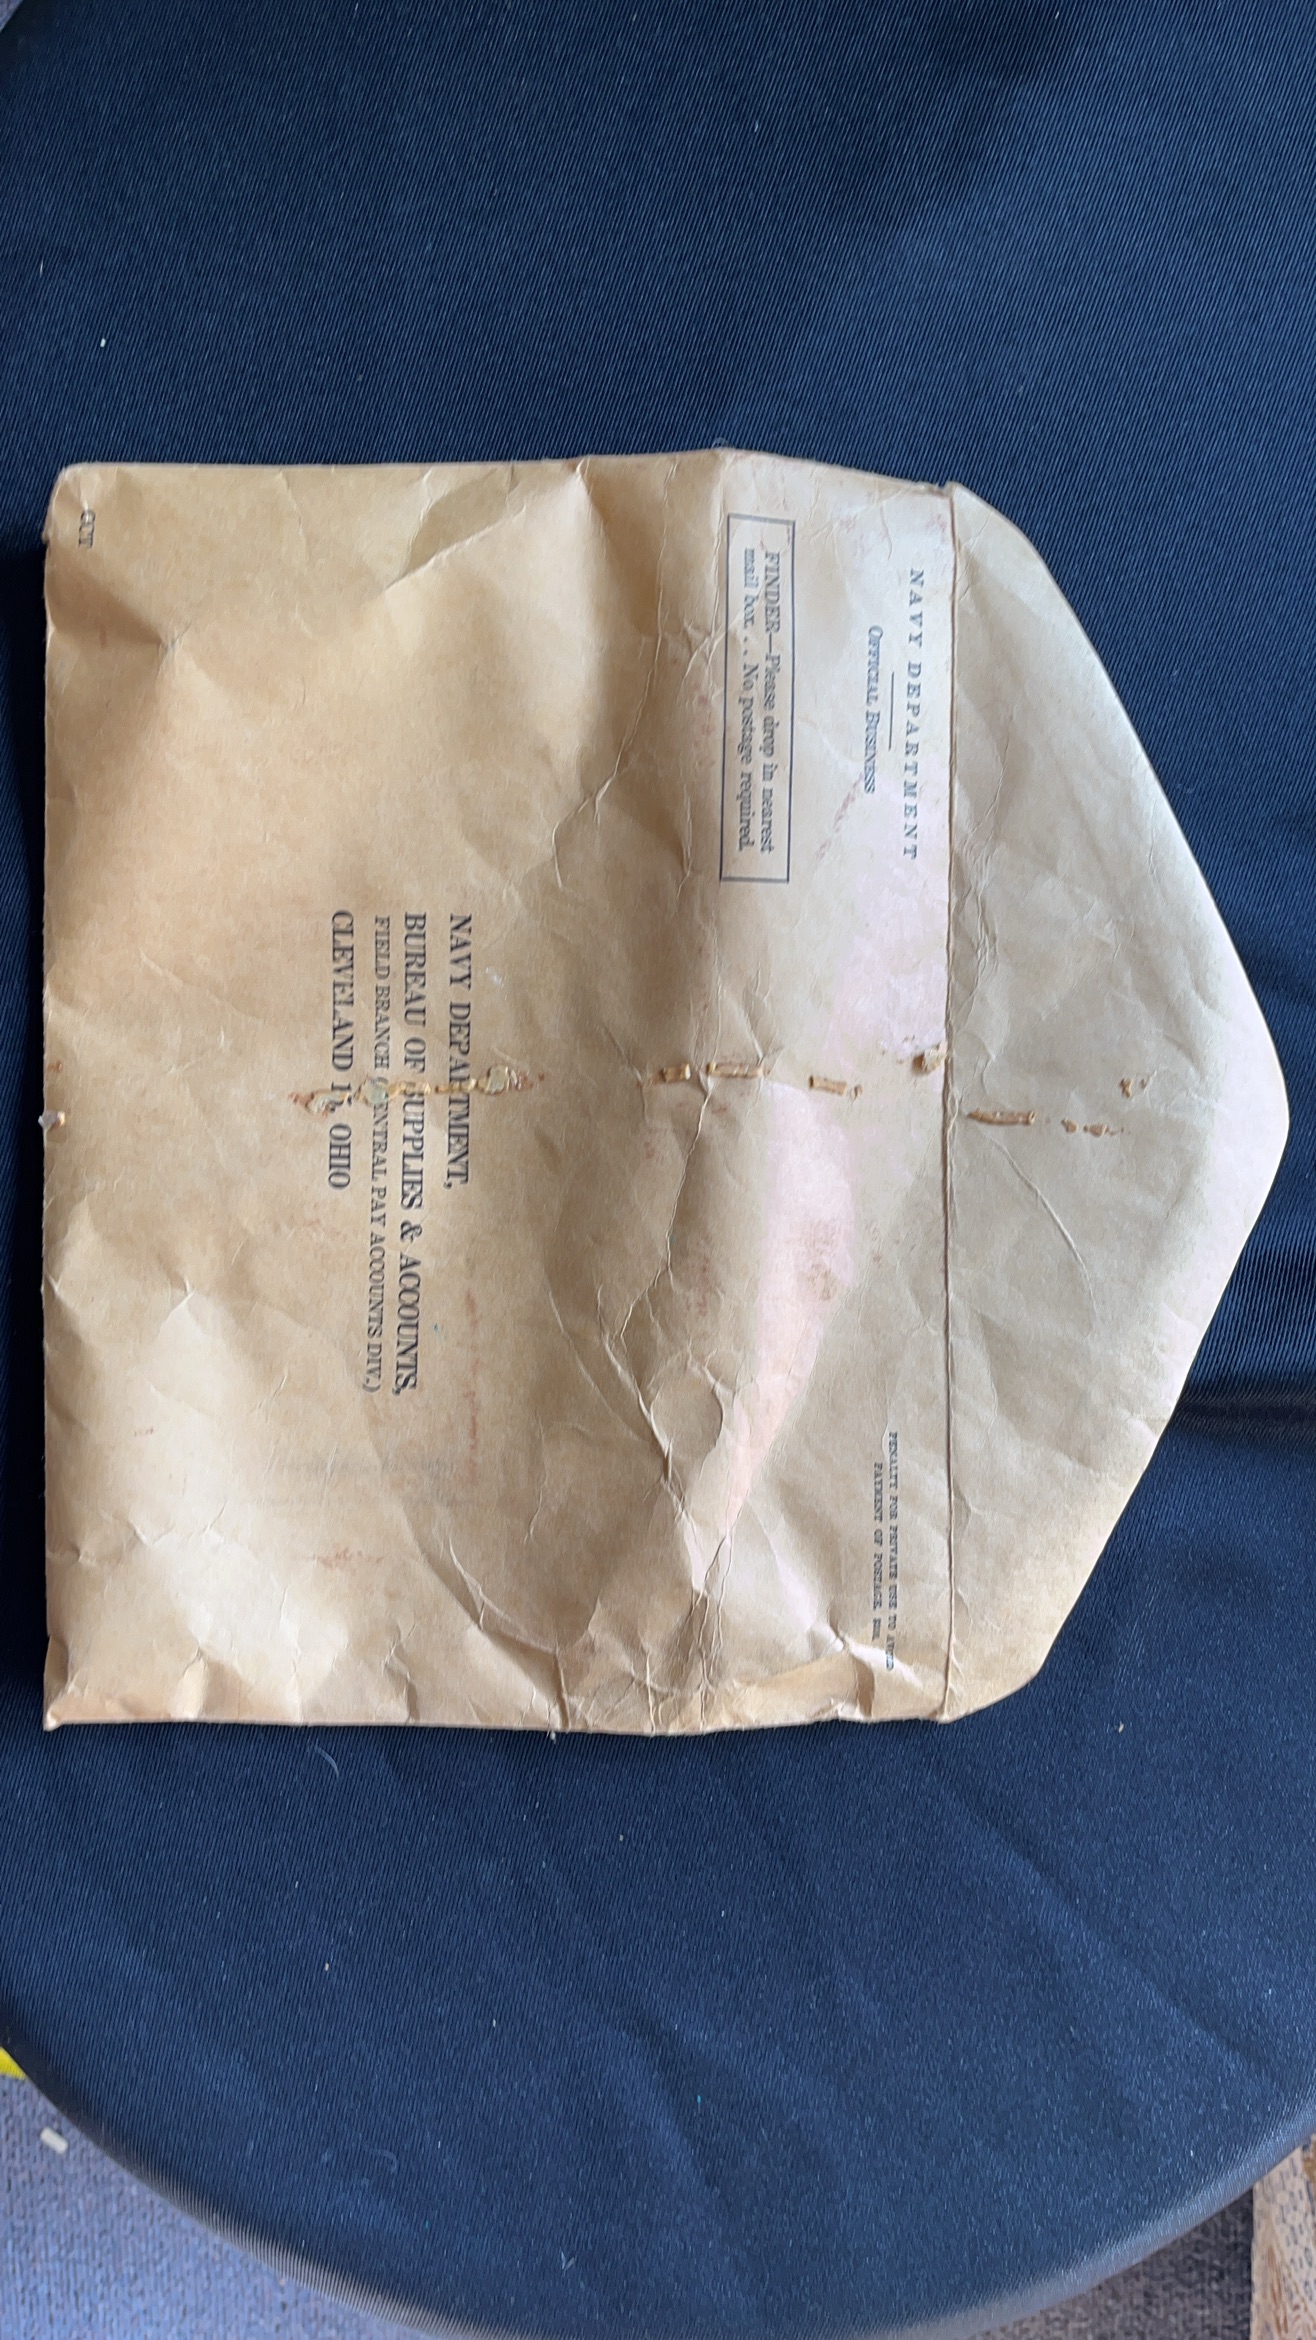 NAVY DEPARTMENT
OFFICIAL BUSINESS
PENALTY FOR PRIVATE USE TO AVOID
PAYMENT OF POSTAGE, $300
FINDER—Please drop in nearest
mail box. . . No postage required.
NAVY DEPARTMENT,
BUREAU OF SUPPLIES & ACCOUNTS,
FIELD BRANCH (CENTRAL PAY ACCOUNTS DIV.)
CLEVELAND OHIO